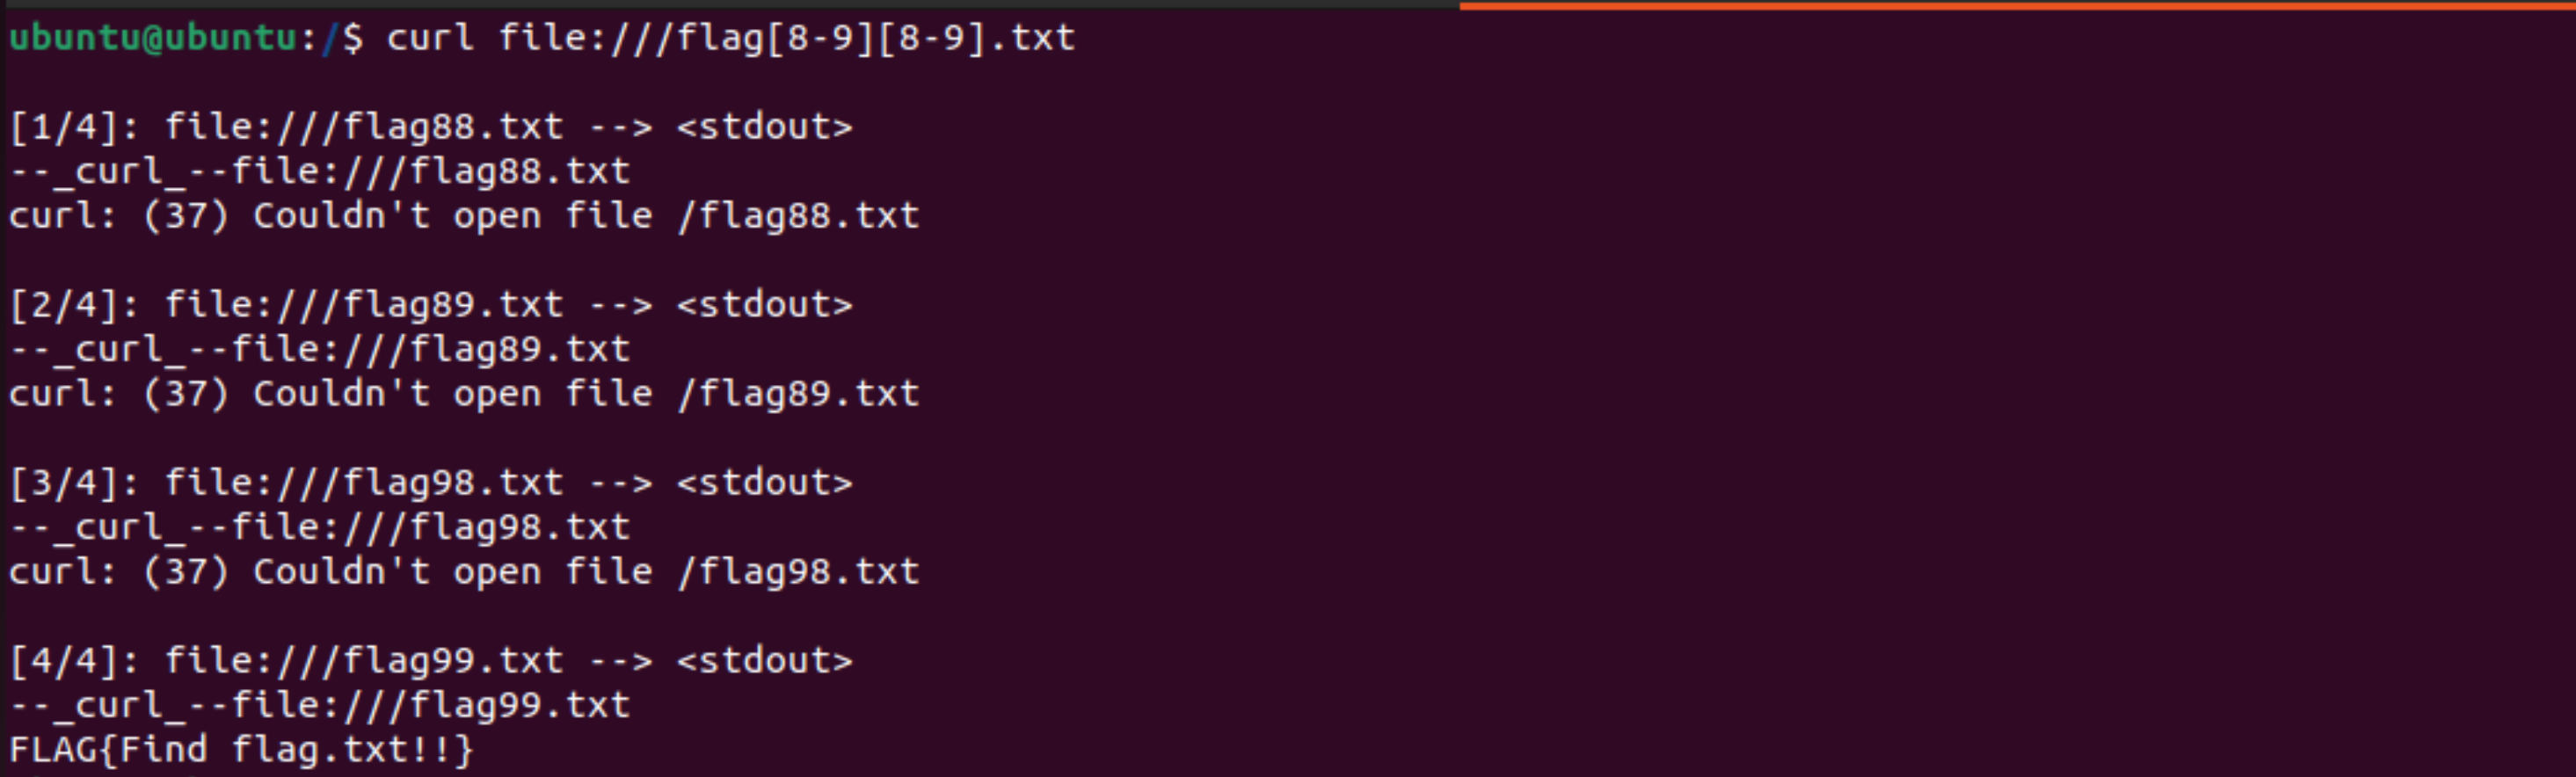 ubuntu@ubuntu:/$ curl file:///flag[8-9][8-9].txt
[1/4]: file:///flag88.txt --> <stdout>
--_curl_--file:///flag88.txt
curl: (37) Couldn't open file /flag88.txt
[2/4]: file:///flag89.txt --> <stdout>
--_curl_--file:///flag89.txt
curl: (37) Couldn't open file /flag89.txt
[3/4]: file:///flag98.txt --> <stdout>
--_curl_--file:///flag98.txt
curl: (37) Couldn't open file /flag98.txt
[4/4]: file:///flag99.txt --> <stdout>
--_curl_--file:///flag99.txt
FLAG{Find flag.txt!!}